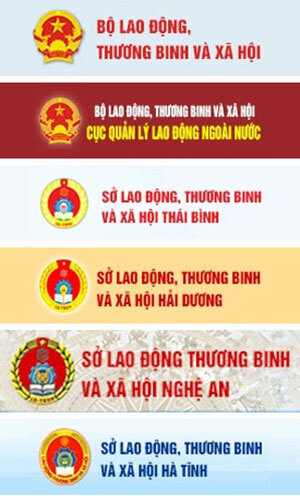 BỘ LAO ĐỘNG,
THƯƠNG BINH VÀ XÃ HỘI
BỘ LAO ĐỘNG, THƯƠNG BINH VÀ XÃ HỘI
CỤC QUẢN LÝ LAO ĐỘNG NGOÀI NƯỚC
SỞ LAO ĐỘNG, THƯƠNG BINH
VÀ XÃ HỘI THÁI BÌNH
SỞ LAO ĐỘNG, THƯƠNG BINH
VÀ XÃ HỘI HẢI DƯƠNG
SỞ LAO ĐỘNG THƯƠNG BINH
VÀ XÃ HỘI NGHỆ AN
SỞ LAO ĐỘNG, THƯƠNG BINH
VÀ XÃ HỘI HÀ TĨNH